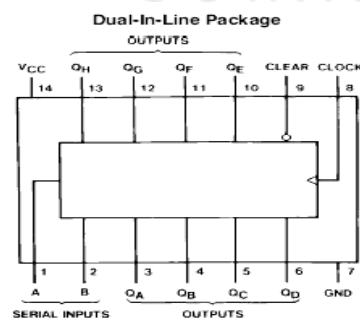 Dual-In-Line Package
OUTPUTS
VCC QH QG QF QE CLEAR CLOCK
14 13 12 11 10 9 8
1 2 3 4 5 6 7
A B QA QB QC QD GND
SERIAL INPUTS OUTPUTS